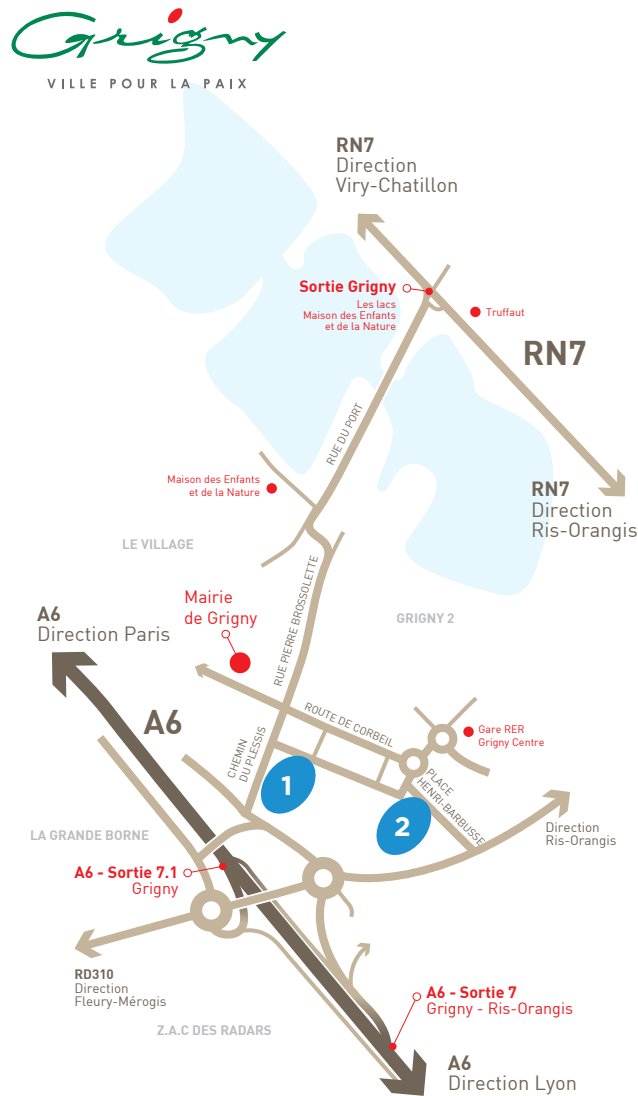 Grigny
VILLE POUR LA PAIX
RN7
Direction
Viry-Chatillon
Sortie Grigny
Les lacs
Maison des Enfants
et de la Nature
Truffaut
RN7
RUE DU PORT
Maison des Enfants
et de la Nature
RN7
Direction
Ris-Orangis
LE VILLAGE
RUE PIERRE BROSSOLETTE
Mairie
de Grigny
GRIGNY 2
A6
Direction Paris
A6
ROUTE DE CORBEIL
Gare RER
Grigny Centre
CHEMIN
DU PLESSIS
1
PLACE
HENRI-BARBUSSE
2
Direction
Ris-Orangis
LA GRANDE BORNE
A6 - Sortie 7.1
Grigny
RD310
Direction
Fleury-Mérogis
A6 - Sortie 7
Grigny - Ris-Orangis
Z.A.C DES RADARS
A6
Direction Lyon